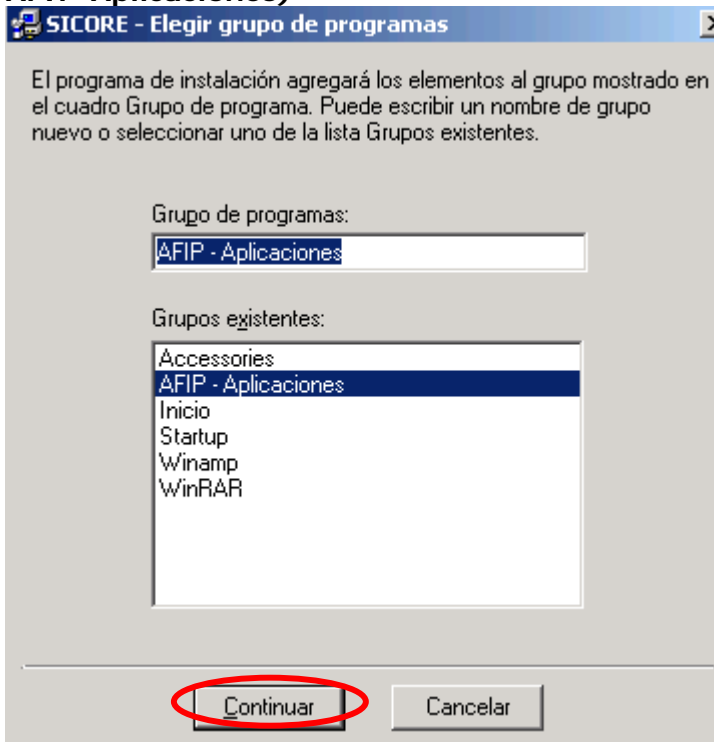 AFIP-Aplicaciones)
SICORE - Elegir grupo de programas
El programa de instalación agregará los elementos al grupo mostrado en
el cuadro Grupo de programa. Puede escribir un nombre de grupo
nuevo o seleccionar uno de la lista Grupos existentes.
Grupo de programas:
AFIP - Aplicaciones
Grupos existentes:
Accessories
AFIP - Aplicaciones
Inicio
Startup
Winamp
WinRAR
Continuar
Cancelar